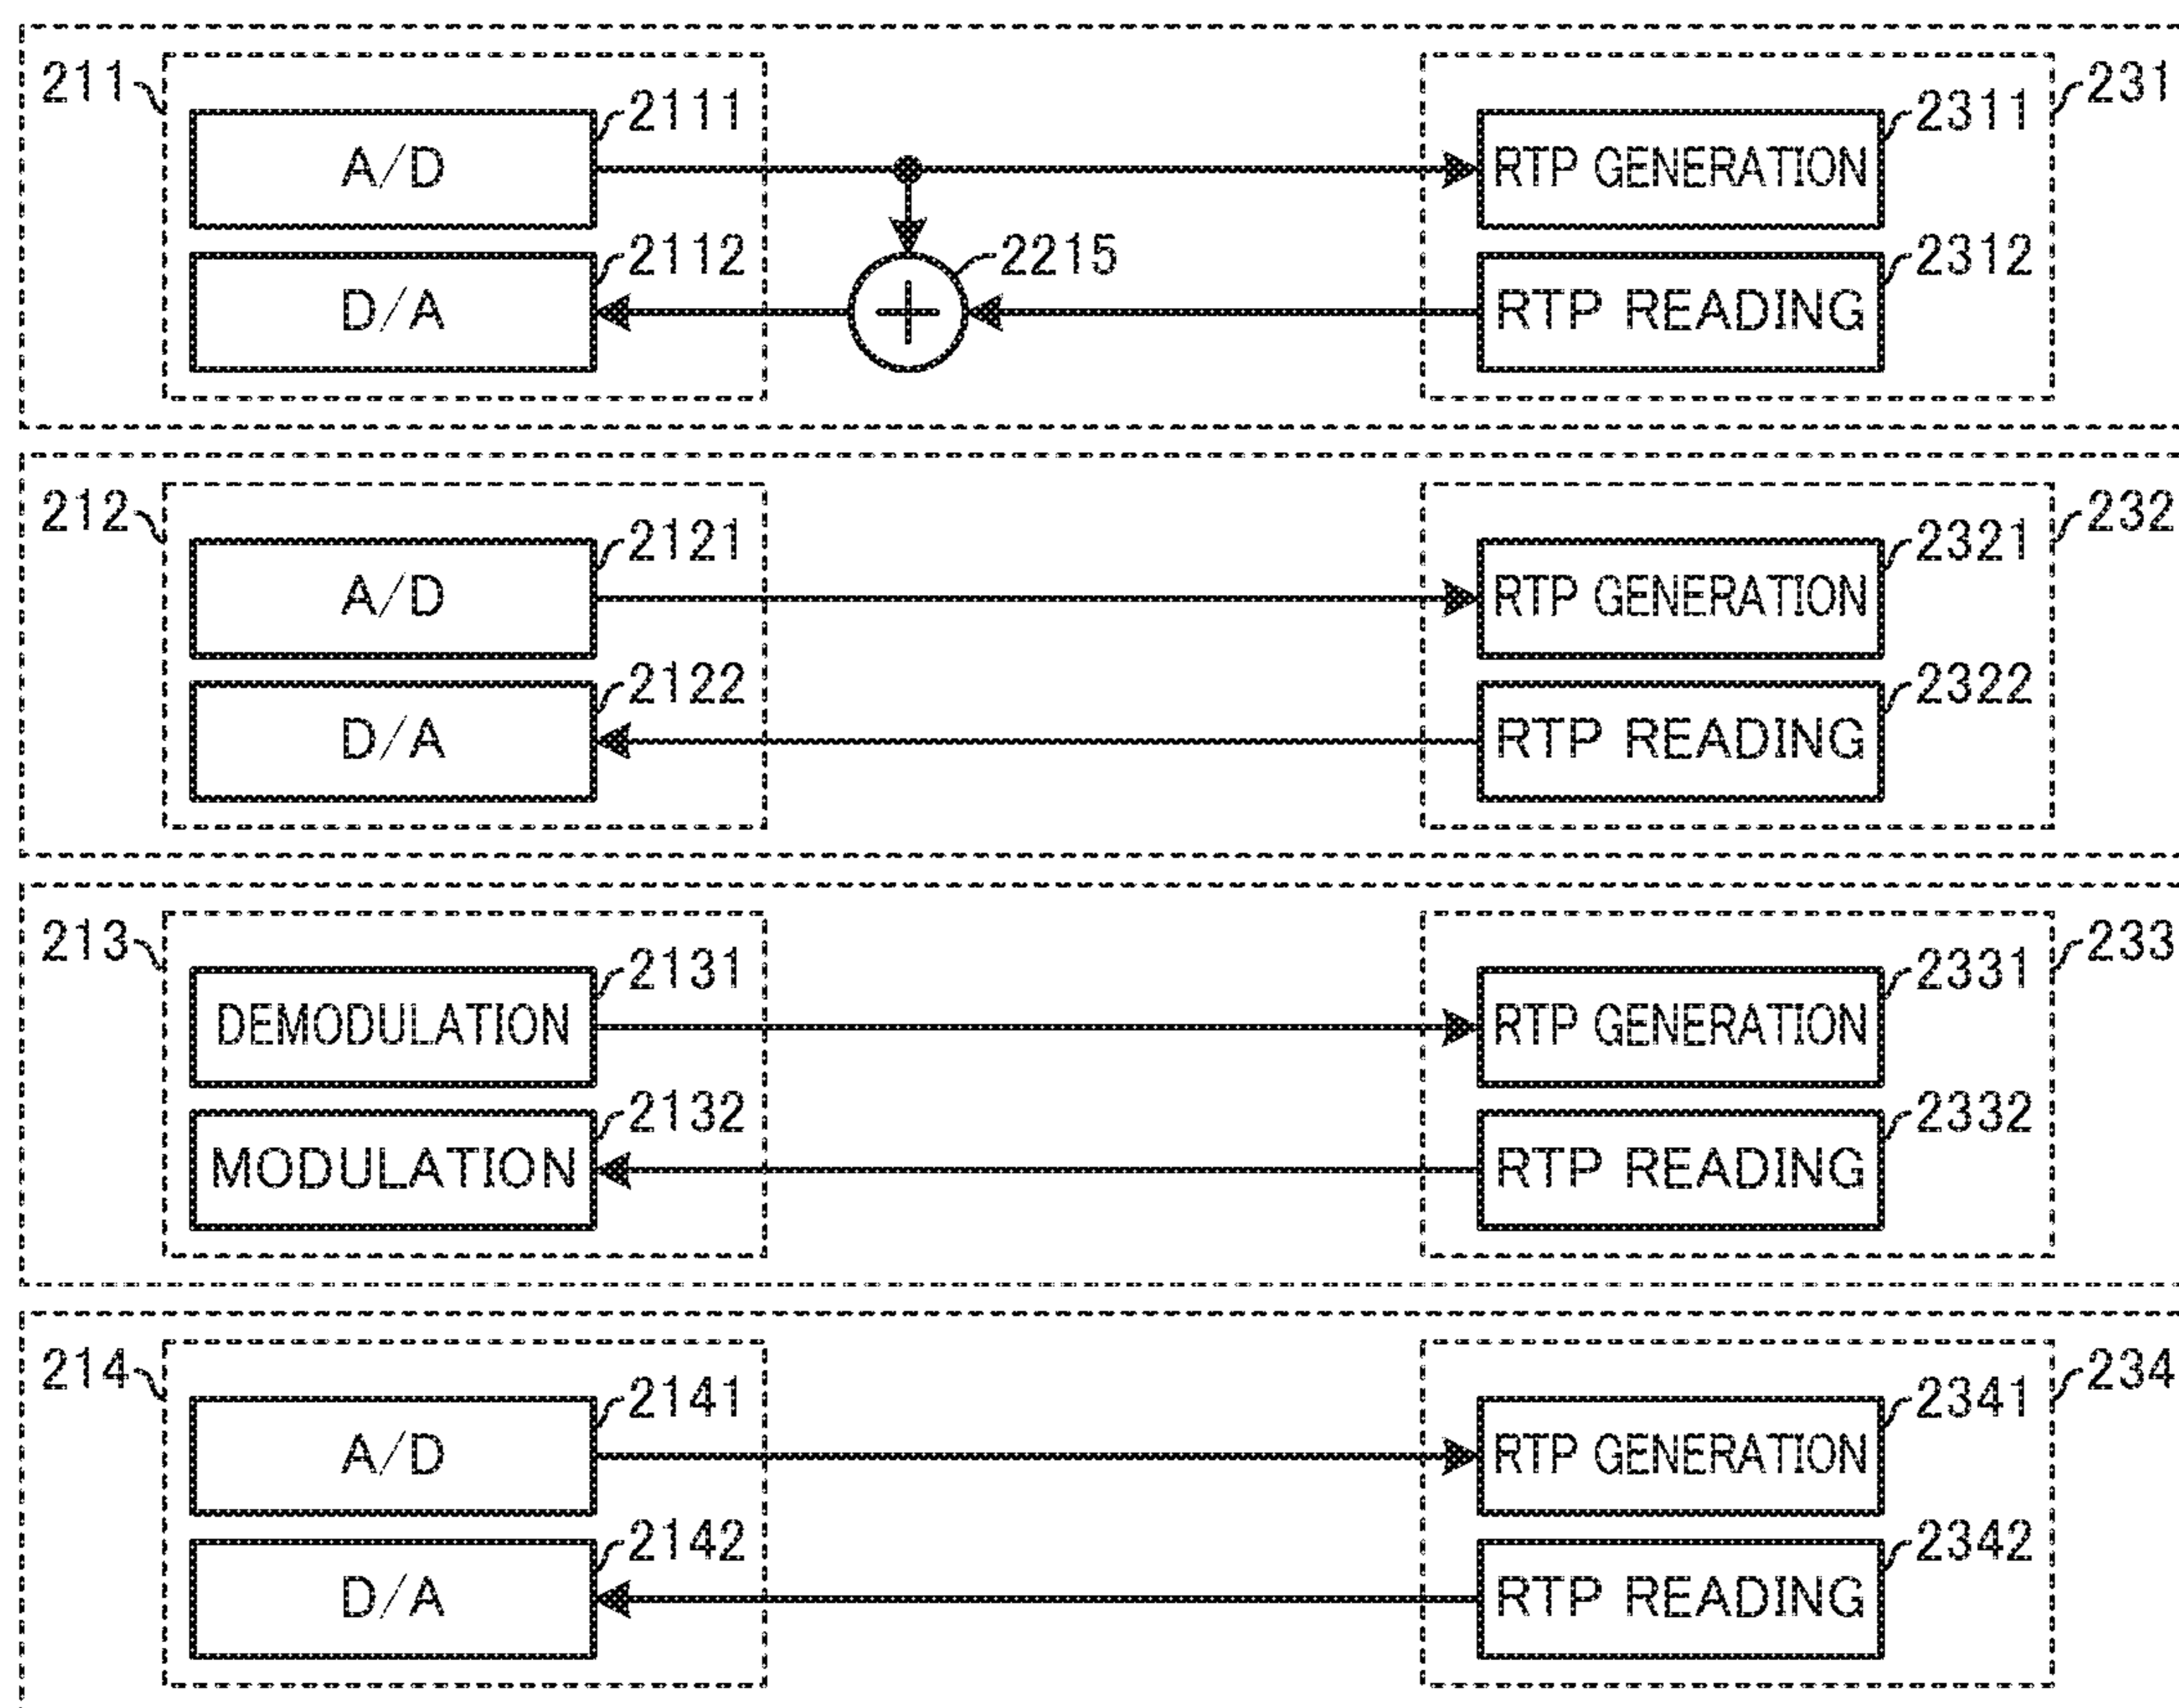 211
2111
A/D
2112
D/A
2215
231
2311
RTP GENERATION
2312
RTP READING
212
2121
A/D
2122
D/A
232
2321
RTP GENERATION
2322
RTP READING
213
2131
DEMODULATION
2132
MODULATION
233
2331
RTP GENERATION
2332
RTP READING
214
2141
A/D
2142
D/A
234
2341
RTP GENERATION
2342
RTP READING